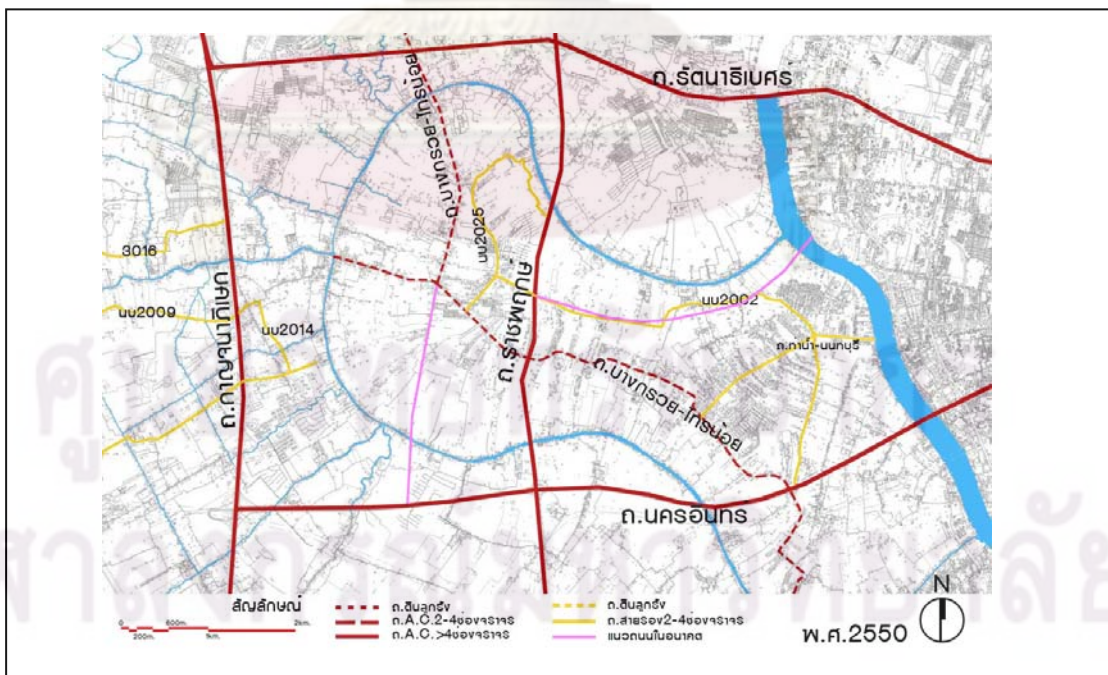 ถ.รัตนาธิเบศร์
ถ.บางกรวย-ไทรน้อย
นบ2025
3016
ถ.กาญจนาภิเษก
ถ.ราชพฤกษ์
นบ2009
นบ2014
นบ2002
ถ.ท่าน้ำ-นนทบุรี
ถ.บางกรวย-ไทรน้อย
ถ.นครอินทร์
สัญลักษณ์
0 600m. 2km.
200m. 1km.
ถ.ดินลูกรัง
ถ.A.C.2-4ช่องจราจร
ถ.A.C.>4ช่องจราจร
ถ.ดินลูกรัง
ถ.สายรอง2-4ช่องจราจร
แนวถนนในอนาคต
พ.ศ.2550
N